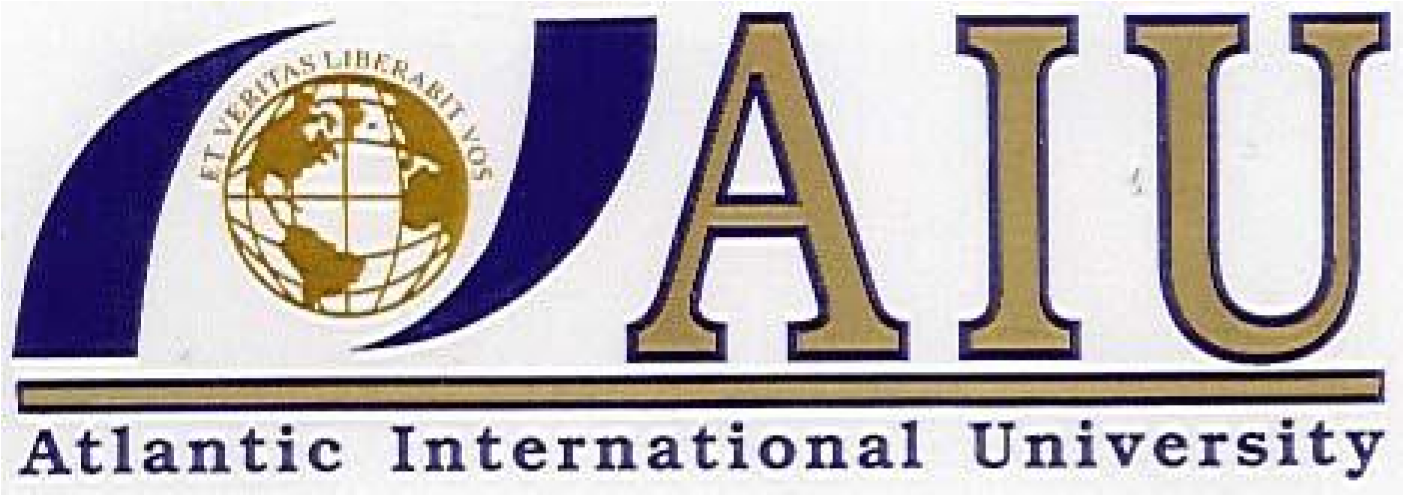 ET VERITAS LIBERABIT VOS
AIU
Atlantic International University